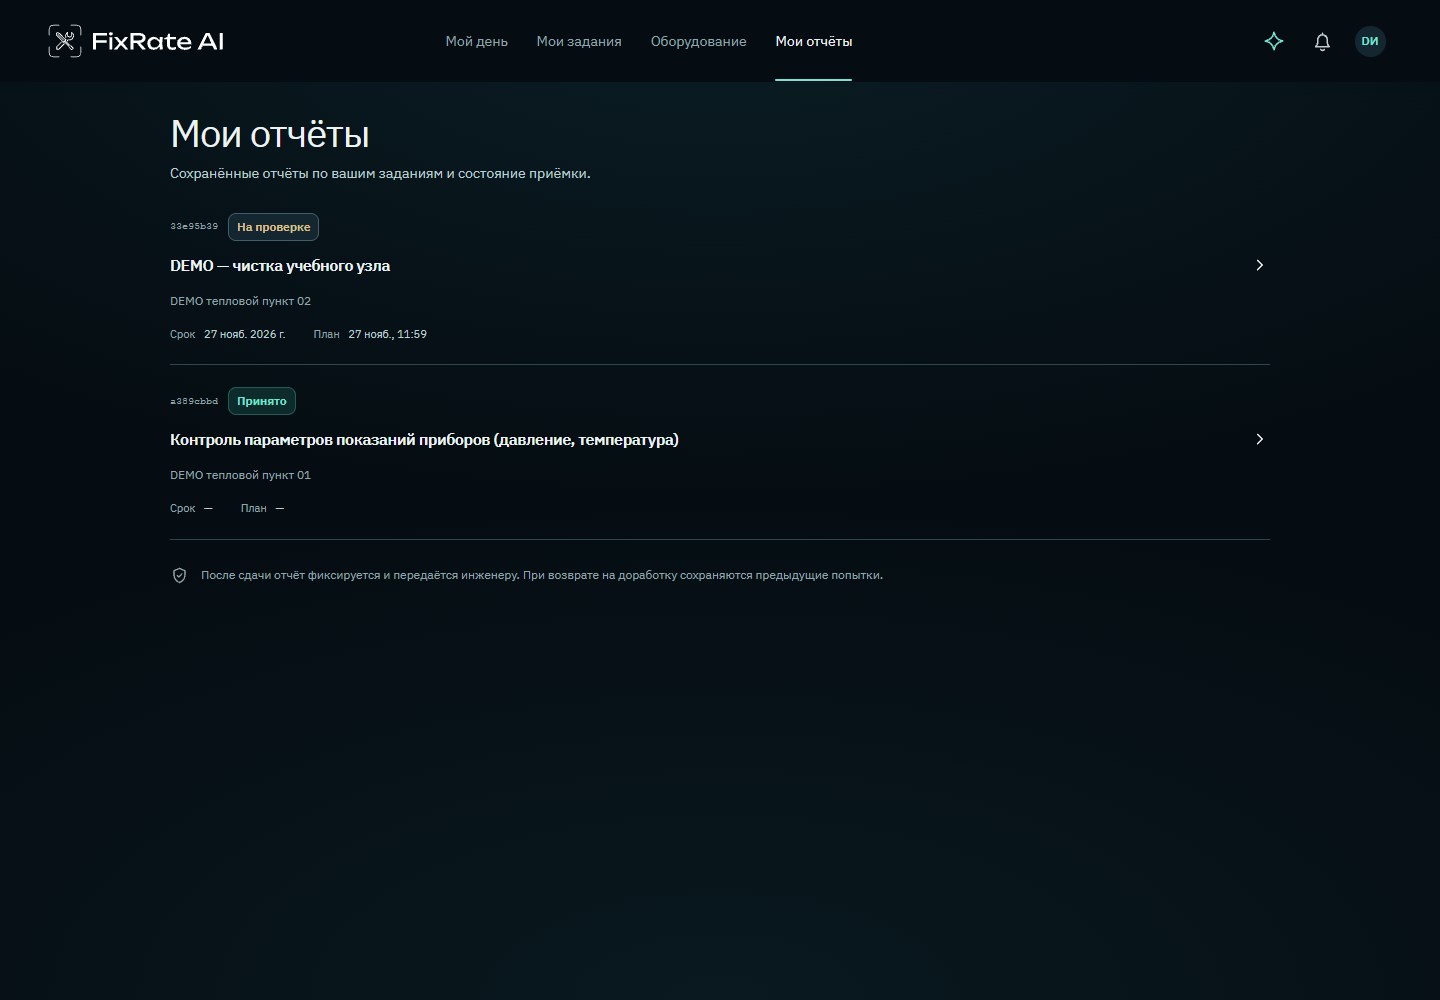 FixRate AI
Мой день
Мои задания
Оборудование
Мои отчёты
DИ
Мои отчёты
Сохранённые отчёты по вашим заданиям и состояние приёмки.
33e95b39 На проверке
DEMO — чистка учебного узла
DEMO тепловой пункт 02
Срок 27 нояб. 2026 г. План 27 нояб., 11:59
a389cbbd Принято
Контроль параметров показаний приборов (давление, температура)
DEMO тепловой пункт 01
Срок — План —
После сдачи отчёт фиксируется и передаётся инженеру. При возврате на доработку сохраняются предыдущие попытки.